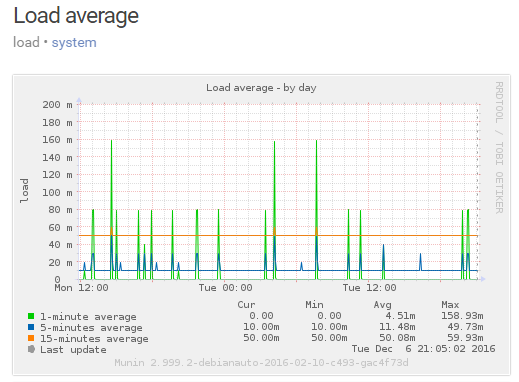 Load average
load • system
Load average - by day
RRDTOOL / TOBI OETIKER
200 m
180 m
160 m
140 m
120 m
100 m
80 m
60 m
40 m
20 m
0
load
Mon 12:00 Tue 00:00 Tue 12:00
Cur Min Avg Max
1-minute average 0.00 0.00 4.51m 158.93m
5-minutes average 10.00m 10.00m 11.48m 49.73m
15-minutes average 50.00m 50.00m 50.08m 59.93m
Last update Tue Dec 6 21:05:02 2016
Munin 2.999.2-debianauto-2016-02-10-c493-gac4f73d